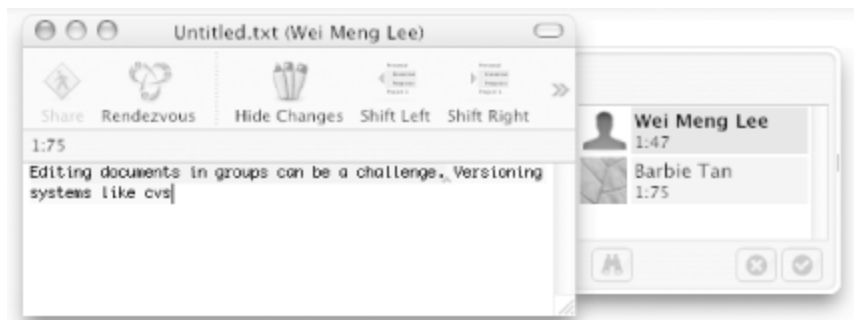 Untitled.txt (Wei Meng Lee)
Share Rendezvous Hide Changes Shift Left Shift Right
1:75
Editing documents in groups can be a challenge. Versioning
systems like cvs
Wei Meng Lee
1:47
Barbie Tan
1:75